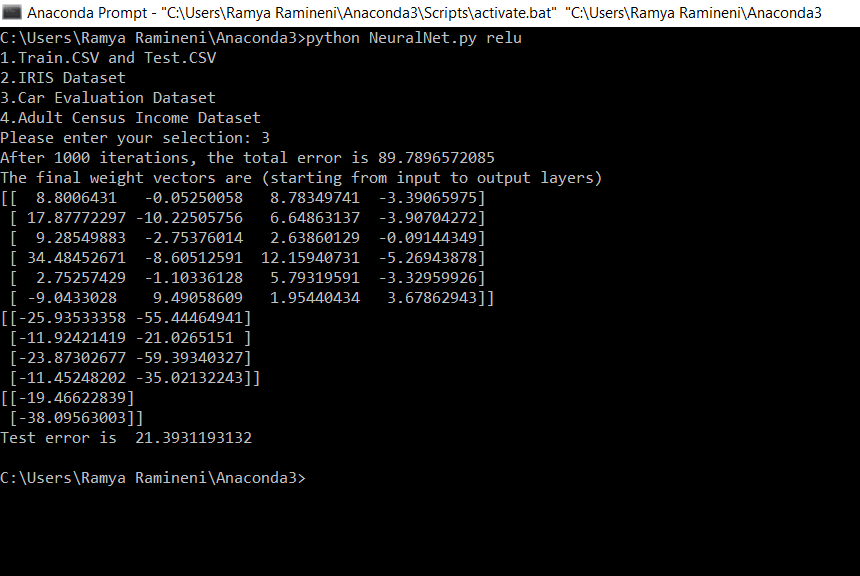 Anaconda Prompt - "C:\Users\Ramya Ramineni\Anaconda3\Scripts\activate.bat" "C:\Users\Ramya Ramineni\Anaconda3
C:\Users\Ramya Ramineni\Anaconda3>python NeuralNet.py relu
1.Train.CSV and Test.CSV
2.IRIS Dataset
3.Car Evaluation Dataset
4.Adult Census Income Dataset
Please enter your selection: 3
After 1000 iterations, the total error is 89.7896572085
The final weight vectors are (starting from input to output layers)
[[  8.8006431   -0.05250058   8.78349741  -3.39065975]
 [ 17.87772297 -10.22505756   6.64863137  -3.90704272]
 [  9.28549883  -2.75376014   2.63860129  -0.09144349]
 [ 34.48452671  -8.60512591  12.15940731  -5.26943878]
 [  2.75257429  -1.10336128   5.79319591  -3.32959926]
 [ -9.0433028    9.49058609   1.95440434   3.67862943]]
[[-25.93533358 -55.44464941]
 [-11.92421419 -21.0265151 ]
 [-23.87302677 -59.39340327]
 [-11.45248202 -35.02132243]]
[[-19.46622839]
 [-38.09563003]]
Test error is  21.3931193132
C:\Users\Ramya Ramineni\Anaconda3>